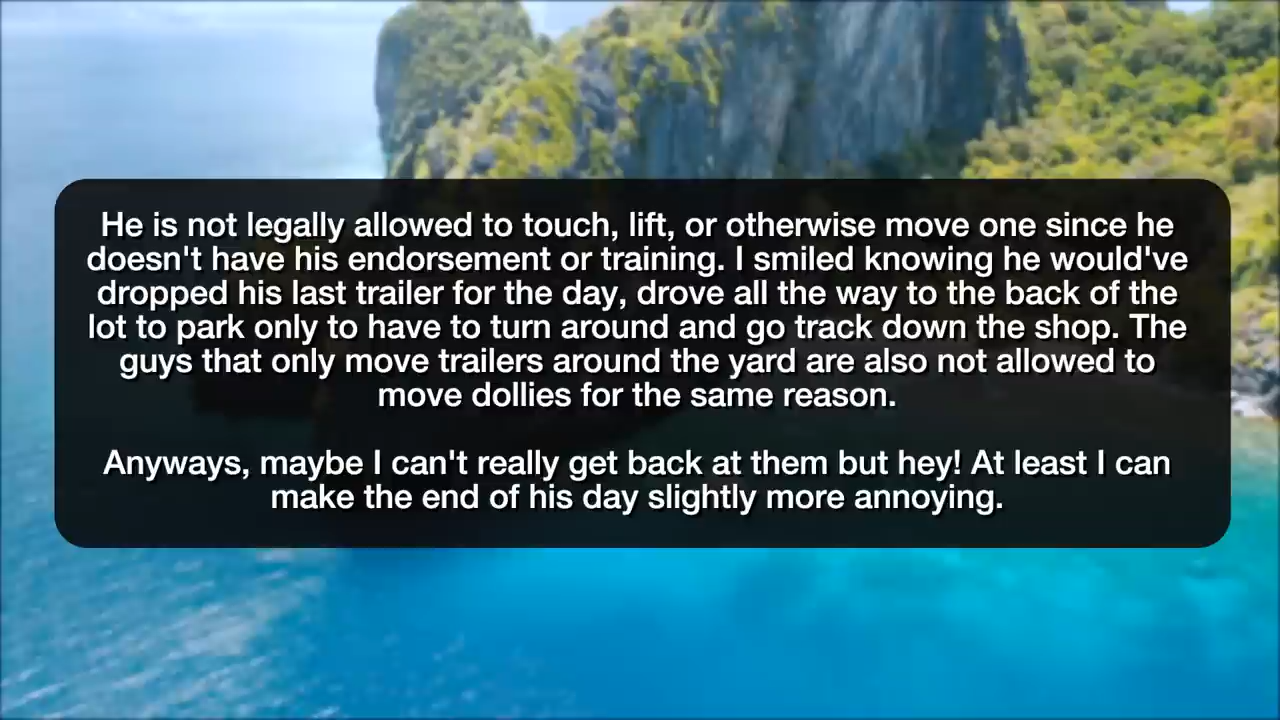 He is not legally allowed to touch, lift, or otherwise move one since he
doesn't have his endorsement or training. I smiled knowing he would've
dropped his last trailer for the day, drove all the way to the back of the
lot to park only to have to turn around and go track down the shop. The
guys that only move trailers around the yard are also not allowed to
move dollies for the same reason.
Anyways, maybe I can't really get back at them but hey! At least I can
make the end of his day slightly more annoying.